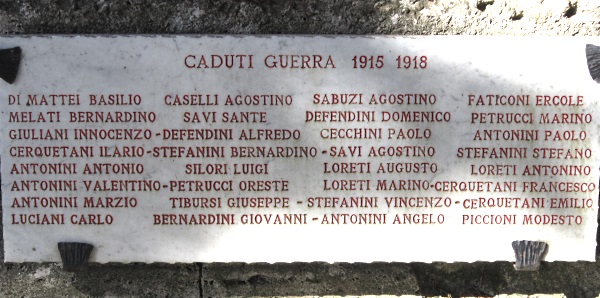 CADUTI GUERRA 1915 1918
DI MATTEI BASILIO CASELLI AGOSTINO SABUZI AGOSTINO FATICONI ERCOLE
MELATI BERNARDINO SAVI SANTE DEFENDINI DOMENICO PETRUCCI MARINO
GIULIANI INNOCENZO-DEFENDINI ALFREDO CECCHINI PAOLO ANTONINI PAOLO
CERQUETANI ILARIO-STEFANINI BERNARDINO-SAVI AGOSTINO STEFANINI STEFANO
ANTONINI ANTONIO SILORI LUIGI LORETI AUGUSTO LORETI ANTONINO
ANTONINI VALENTINO-PETRUCCI ORESTE LORETI MARINO-CERQUETANI FRANCESCO
ANTONINI MARZIO TIBURSI GIUSEPPE-STEFANINI VINCENZO-CERQUETANI EMILIO
LUCIANI CARLO BERNARDINI GIOVANNI-ANTONINI ANGELO PICCIONI MODESTO